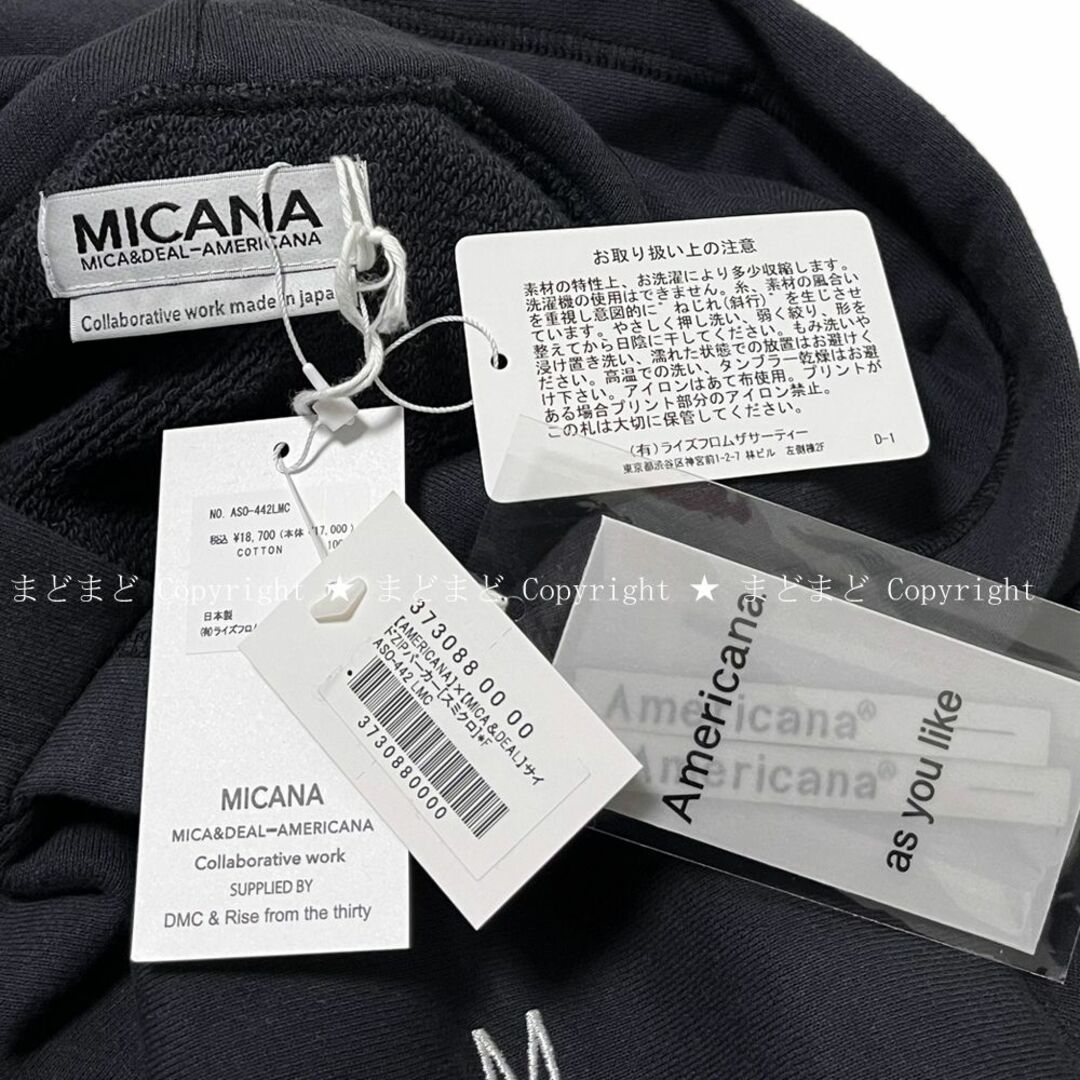 MICANA
MICA&DEAL-AMERICANA
Collaborative work made in japa
お取り扱い上の注意
素材の特性上、お洗濯により多少収縮します。
洗濯機の使用はできません。糸、素材の風合い
を重視し意図的に"ねじれ(斜行)"を生じさせ
ています。やさしく押し洗い、弱く絞り、形を
整えてから日陰に干してください。もみ洗いや
浸け置き洗い、濡れた状態での放置はお避けく
ださい。高温での洗い、タンブラー乾燥はお避
け下さい。アイロンはあて布使用。プリントが
ある場合プリント部分のアイロン禁止。
この札は大切に保管してください。
(有)ライズフロムザサーティー D-1
東京都渋谷区神宮前1-2-7 林ビル 左側棟2F
NO. ASO-442LMC
税込 ¥18,700 (本体 ¥17,000)
COTTON 100
日本製
(有)ライズフロム
MICANA
MICA&DEAL-AMERICANA
Collaborative work
SUPPLIED BY
DMC & Rise from the thirty
373088 00 00
【AMERICANA】×【MICA&DEAL】サイ
ドZIPパーカー[スミクロ]*F
ASO-442 LMC
3730880000
Americana
as you like
Americana®
Americana®
まどまど Copyright ★ まどまど Copyright ★ まどまど Copyright
M